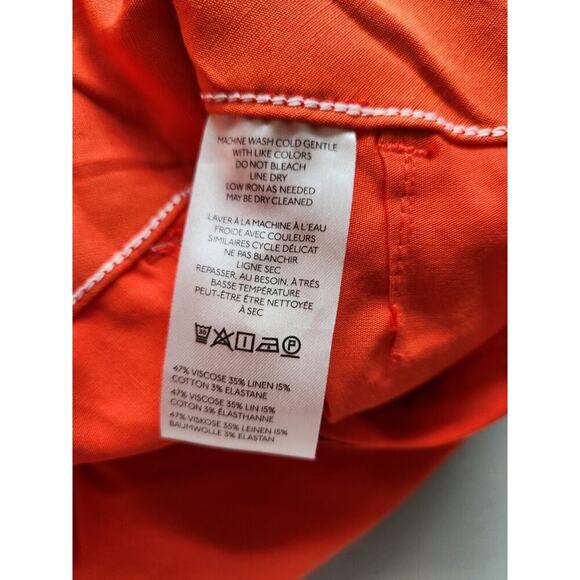 MACHINE WASH COLD GENTLE
WITH LIKE COLORS
DO NOT BLEACH
LINE DRY
LOW IRON AS NEEDED
MAY BE DRY CLEANED
LAVER À LA MACHINE À L'EAU
FROIDE AVEC COULEURS
SIMILAIRES CYCLE DÉLICAT
NE PAS BLANCHIR
LIGNE SEC
REPASSER, AU BESOIN, À TRÉS
BASSE TEMPÉRATURE
PEUT-ÊTRE ÊTRE NETTOYÉE
À SEC
30 P
47% VISCOSE 35% LINEN 15%
COTTON 3% ELASTANE
47% VISCOSE 35% LIN 15%
COTON 3% ÉLASTHANNE
47% VISKOSE 35% LEINEN 15%
BAUMWOLLE 3% ELASTAN